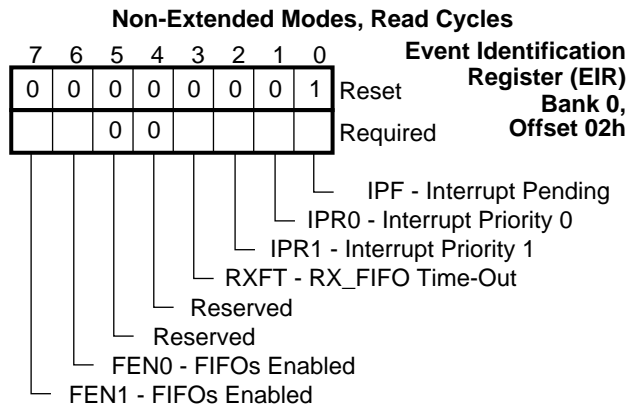 Non-Extended Modes, Read Cycles
7 6 5 4 3 2 1 0
Event Identification
Register (EIR)
Bank 0,
Offset 02h
0 0 0 0 0 0 0 1 Reset
0 0 Required
IPF - Interrupt Pending
IPR0 - Interrupt Priority 0
IPR1 - Interrupt Priority 1
RXFT - RX_FIFO Time-Out
Reserved
Reserved
FEN0 - FIFOs Enabled
FEN1 - FIFOs Enabled